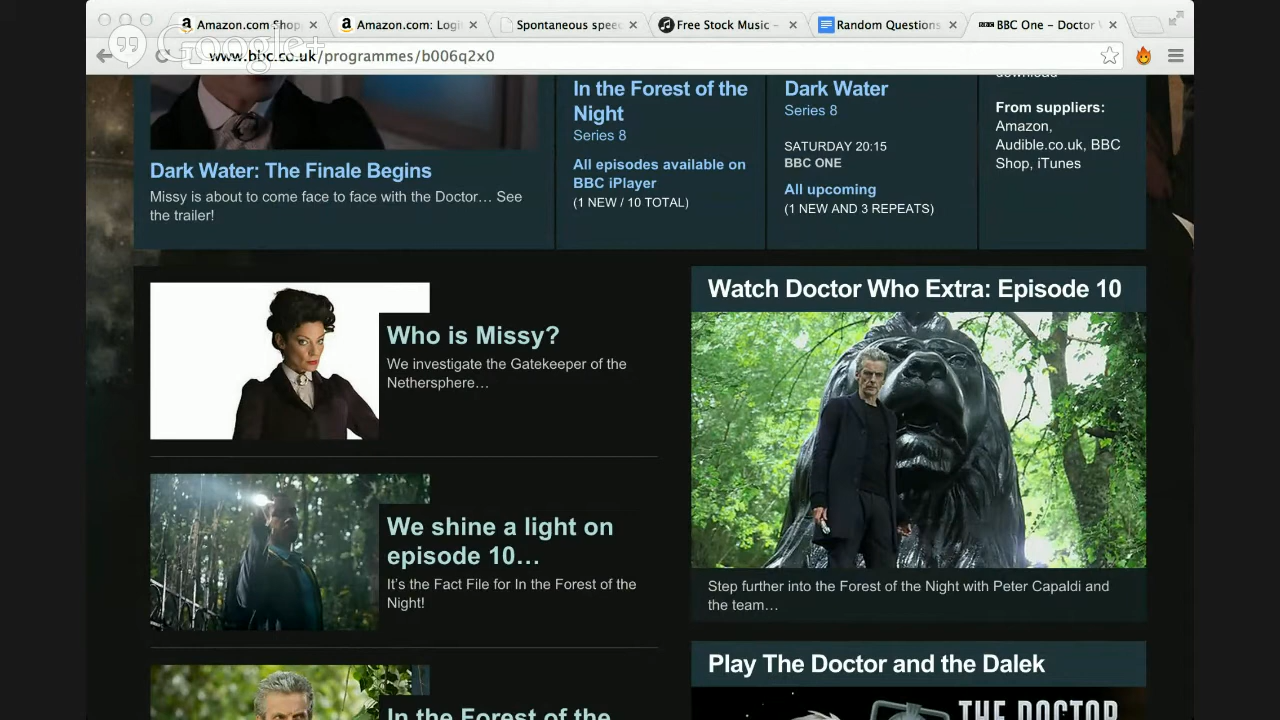 Amazon.com Shop
Amazon.com: Logi
Spontaneous spee
Free Stock Music -
Random Questions
BBC One - Doctor
Google+
www.bbc.co.uk/programmes/b006q2x0
Dark Water: The Finale Begins
Missy is about to come face to face with the Doctor… See
the trailer!
In the Forest of the
Night
Series 8
All episodes available on
BBC iPlayer
(1 NEW / 10 TOTAL)
Dark Water
Series 8
SATURDAY 20:15
BBC ONE
All upcoming
(1 NEW AND 3 REPEATS)
download
From suppliers:
Amazon,
Audible.co.uk, BBC
Shop, iTunes
Who is Missy?
We investigate the Gatekeeper of the
Nethersphere…
We shine a light on
episode 10…
It's the Fact File for In the Forest of the
Night!
In the Forest of the
Watch Doctor Who Extra: Episode 10
Step further into the Forest of the Night with Peter Capaldi and
the team…
Play The Doctor and the Dalek
THE DOCTOR